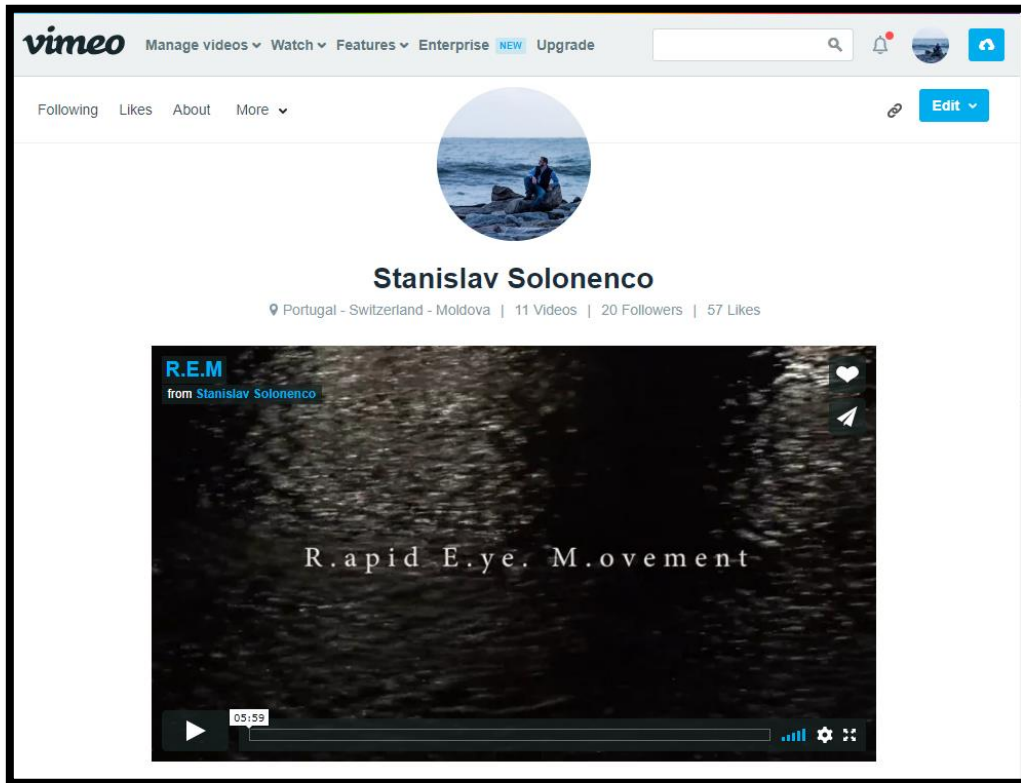 vimeo Manage videos Watch Features Enterprise NEW Upgrade
Following Likes About More Edit
Stanislav Solonenco
Portugal - Switzerland - Moldova | 11 Videos | 20 Followers | 57 Likes
R.E.M
from Stanislav Solonenco
R.apid E.ye. M.ovement
05:59